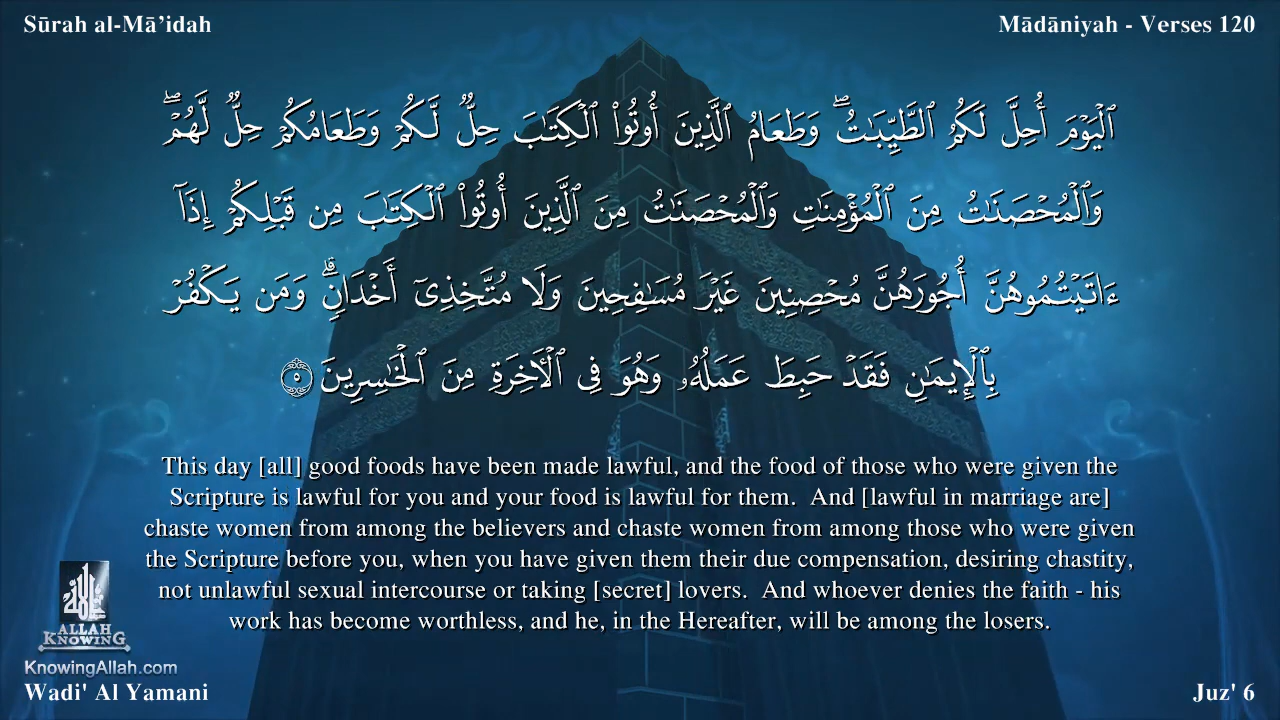 Sūrah al-Mā’idah
Mādāniyah - Verses 120
ٱلْيَوْمَ أُحِلَّ لَكُمُ ٱلطَّيِّبَـٰتُ ۖ وَطَعَامُ ٱلَّذِينَ أُوتُوا۟ ٱلْكِتَـٰبَ حِلٌّ لَّكُمْ وَطَعَامُكُمْ حِلٌّ لَّهُمْ ۖ
وَٱلْمُحْصَنَـٰتُ مِنَ ٱلْمُؤْمِنَـٰتِ وَٱلْمُحْصَنَـٰتُ مِنَ ٱلَّذِينَ أُوتُوا۟ ٱلْكِتَـٰبَ مِن قَبْلِكُمْ إِذَآ
ءَاتَيْتُمُوهُنَّ أُجُورَهُنَّ مُحْصِنِينَ غَيْرَ مُسَـٰفِحِينَ وَلَا مُتَّخِذِىٓ أَخْدَانٍ ۗ وَمَن يَكْفُرْ
بِٱلْإِيمَـٰنِ فَقَدْ حَبِطَ عَمَلُهُۥ وَهُوَ فِى ٱلْـَٔاخِرَةِ مِنَ ٱلْخَـٰسِرِينَ ٥
This day [all] good foods have been made lawful, and the food of those who were given the
Scripture is lawful for you and your food is lawful for them.  And [lawful in marriage are]
chaste women from among the believers and chaste women from among those who were given
the Scripture before you, when you have given them their due compensation, desiring chastity,
not unlawful sexual intercourse or taking [secret] lovers.  And whoever denies the faith - his
work has become worthless, and he, in the Hereafter, will be among the losers.
الله
ALLAH
KNOWING
KnowingAllah.com
Wadi' Al Yamani
Juz' 6